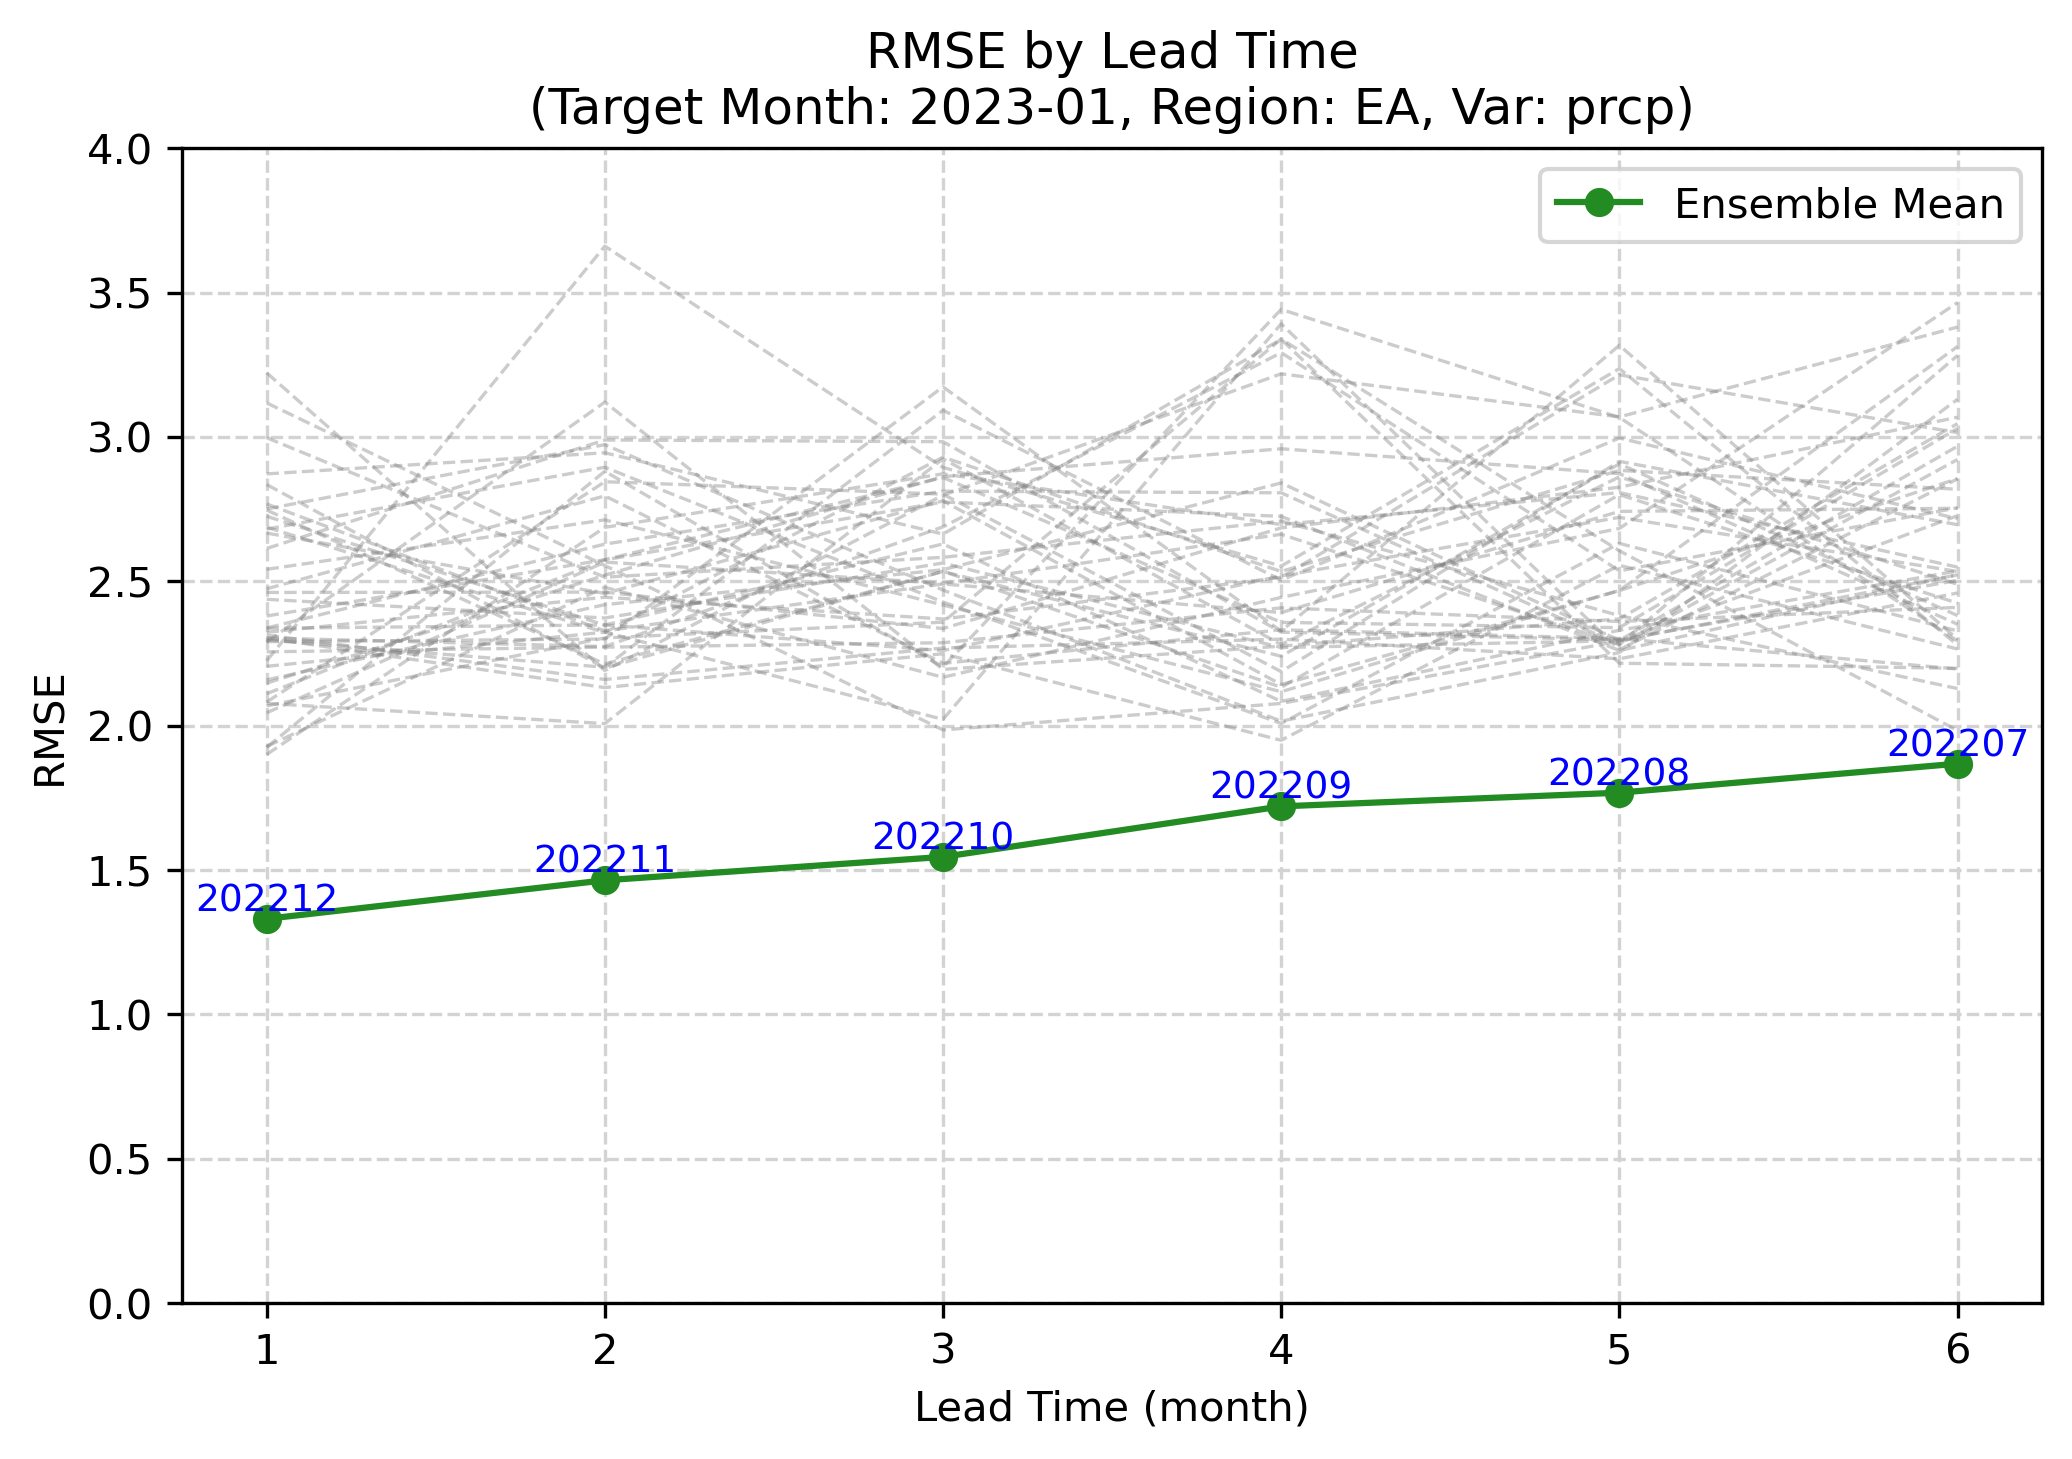 RMSE by Lead Time
(Target Month: 2023-01, Region: EA, Var: prcp)
Ensemble Mean
RMSE
4.0
3.5
3.0
2.5
2.0
1.5
1.0
0.5
0.0
202212
202211
202210
202209
202208
202207
1 2 3 4 5 6
Lead Time (month)